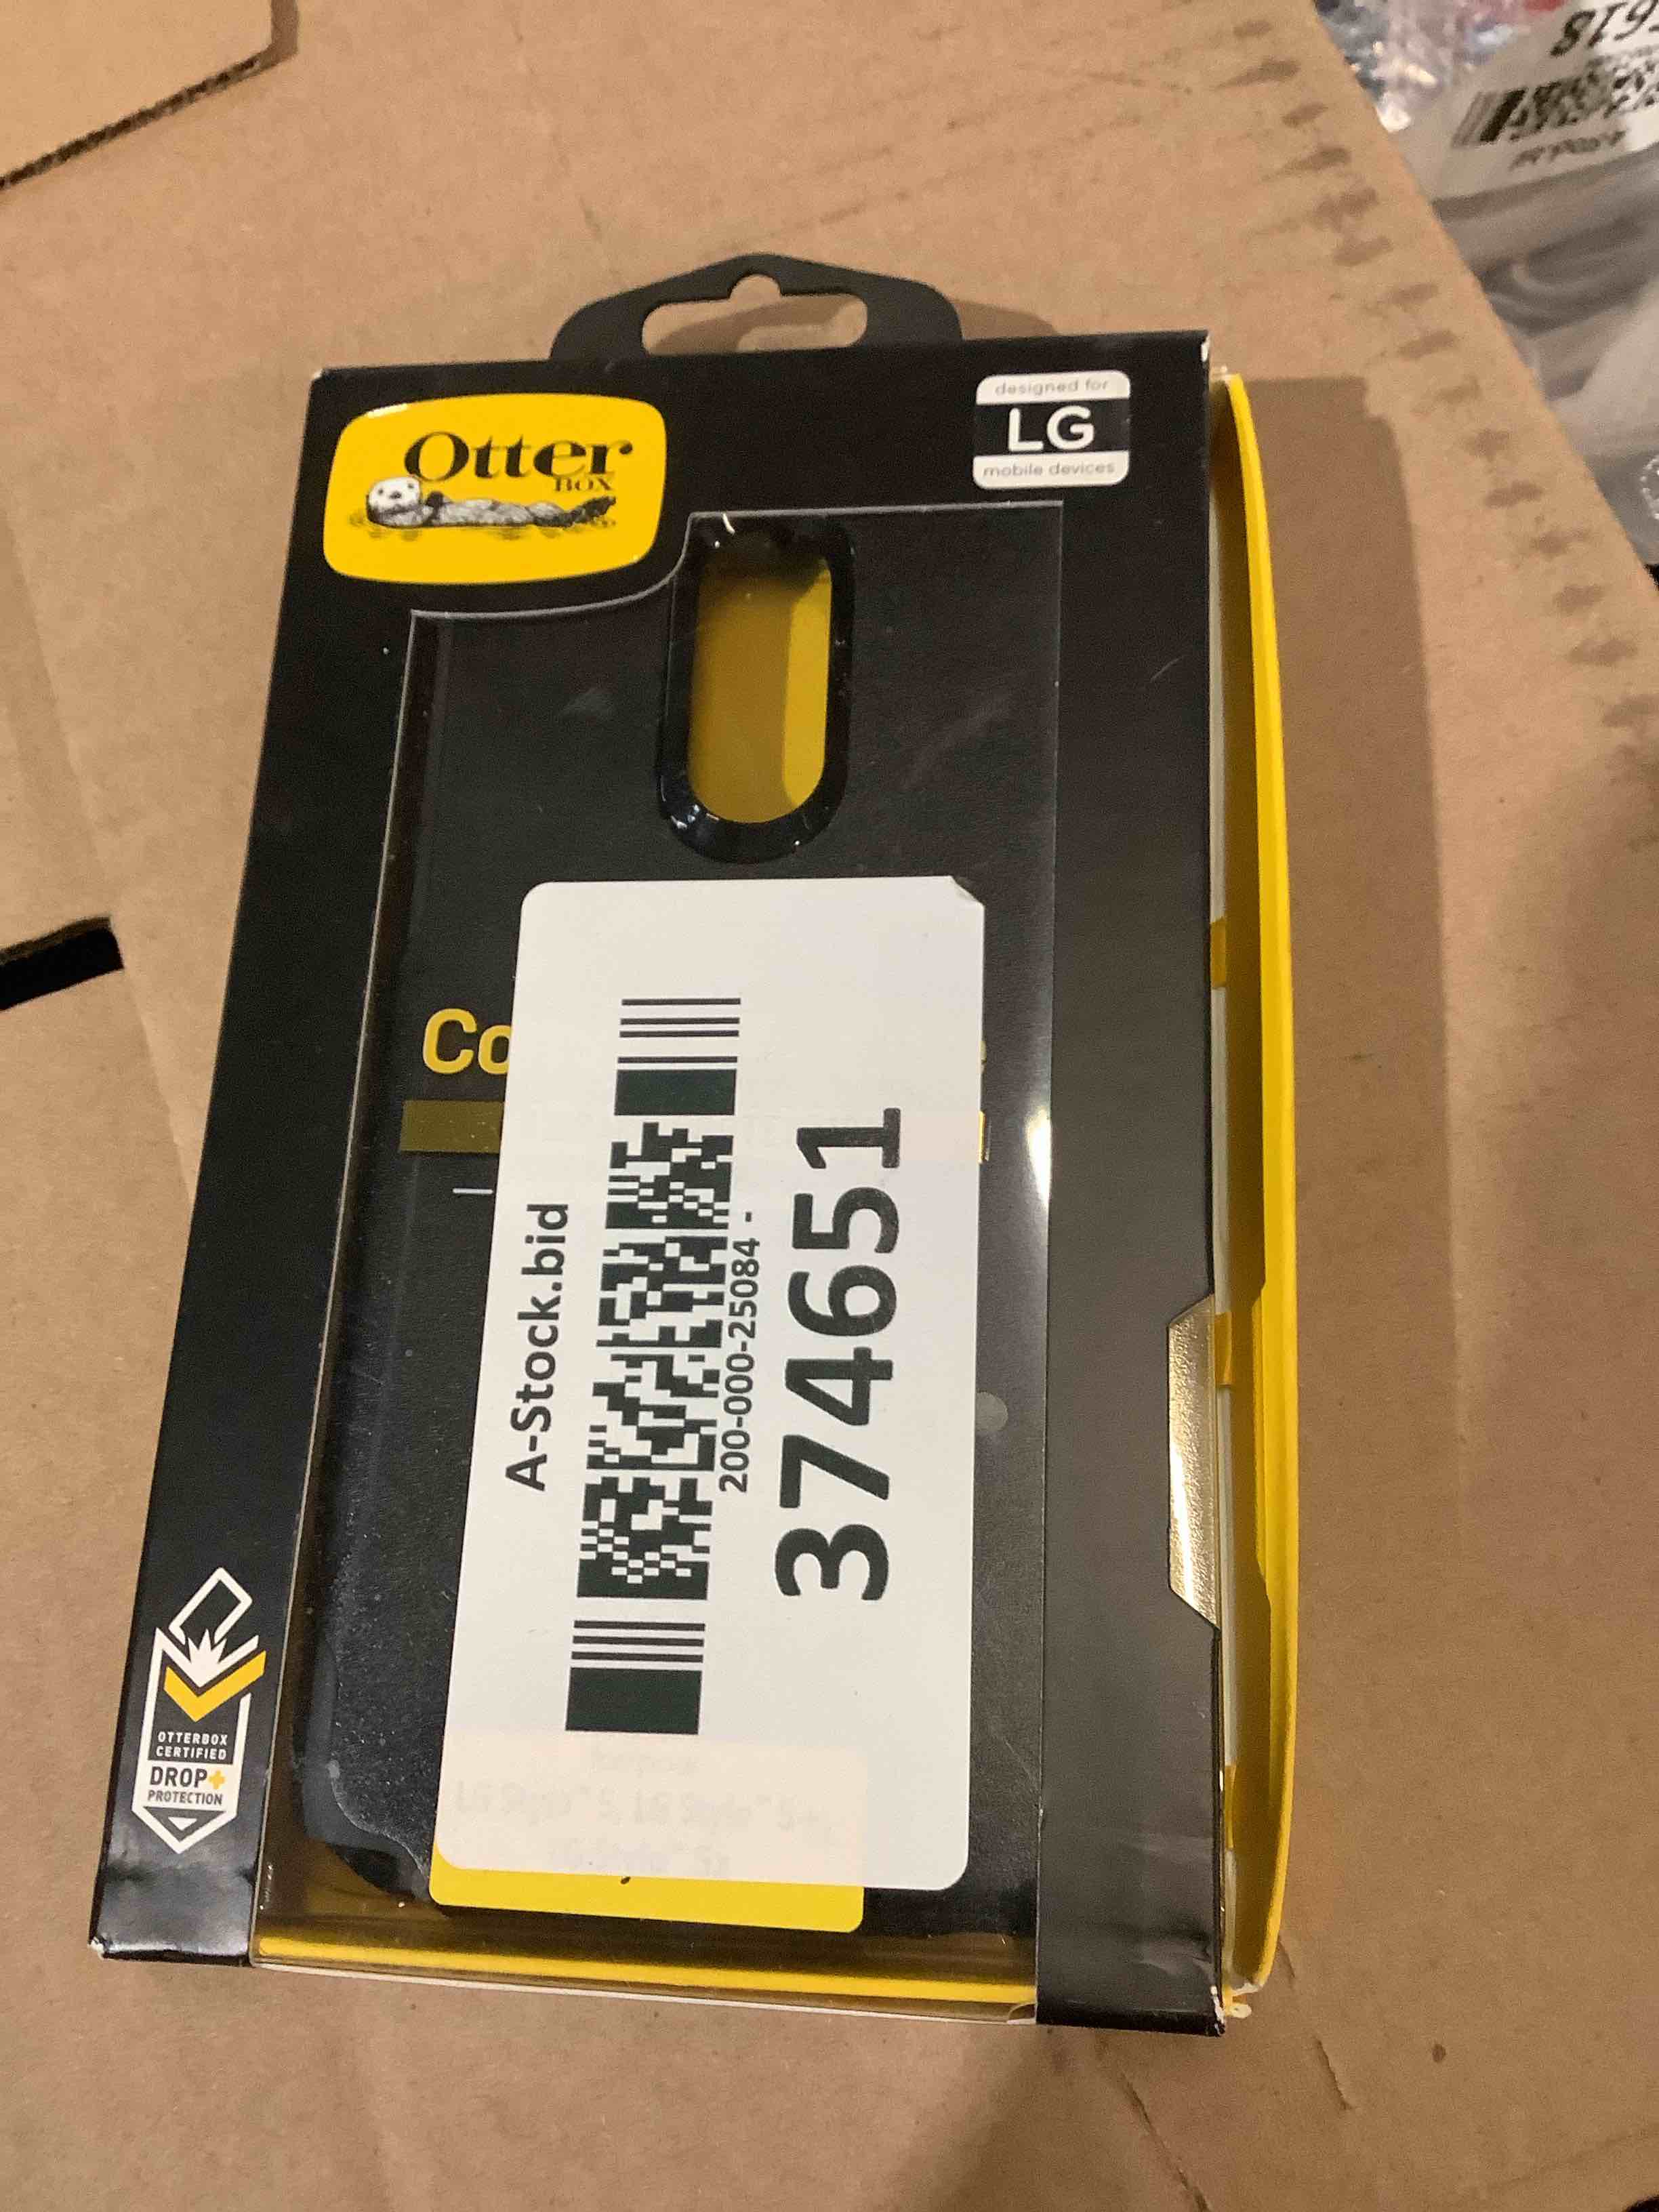 Otter
BOX
designed for
LG
mobile devices
Co
A-Stock.bid
200-000-25084 -
374651
OTTERBOX
CERTIFIED
DROP+
PROTECTION